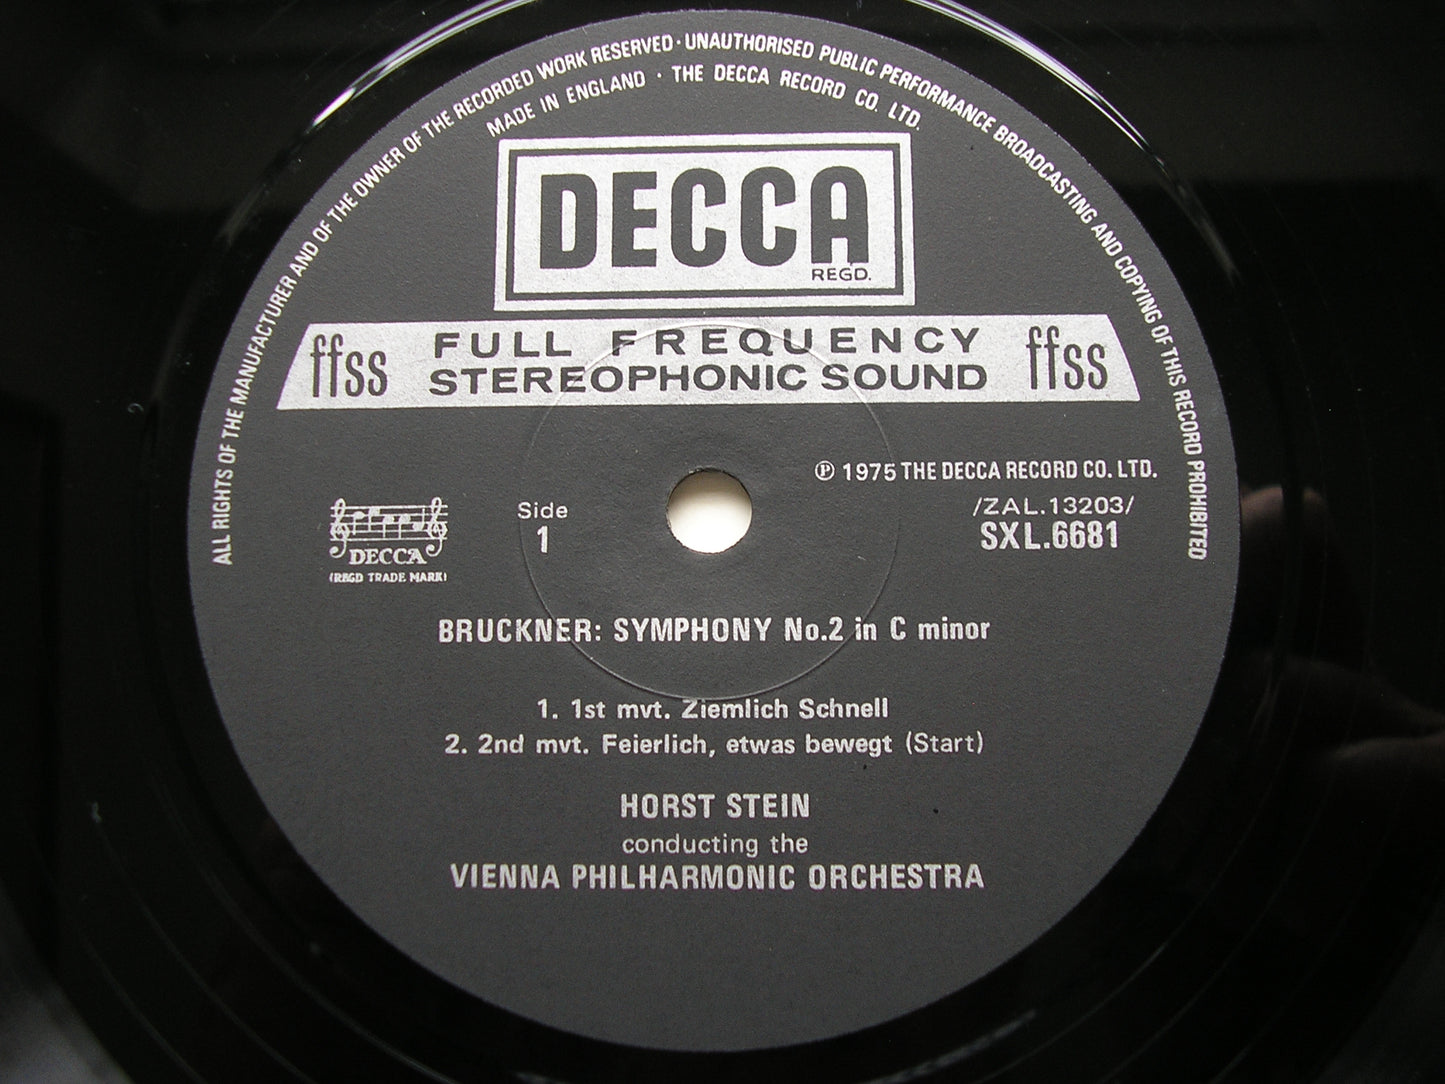 ALL RIGHTS OF THE MANUFACTURER AND OF THE OWNER OF THE RECORDED WORK RESERVED · UNAUTHORISED PUBLIC PERFORMANCE BROADCASTING AND COPYING OF THIS RECORD PROHIBITED
MADE IN ENGLAND · THE DECCA RECORD CO. LTD.
DECCA
REGD.
ffss FULL FREQUENCY STEREOPHONIC SOUND ffss
℗ 1975 THE DECCA RECORD CO. LTD.
/ZAL.13203/
SXL.6681
Side
1
DECCA
(REGD TRADE MARK)
BRUCKNER: SYMPHONY No.2 in C minor
1. 1st mvt. Ziemlich Schnell
2. 2nd mvt. Feierlich, etwas bewegt (Start)
HORST STEIN
conducting the
VIENNA PHILHARMONIC ORCHESTRA